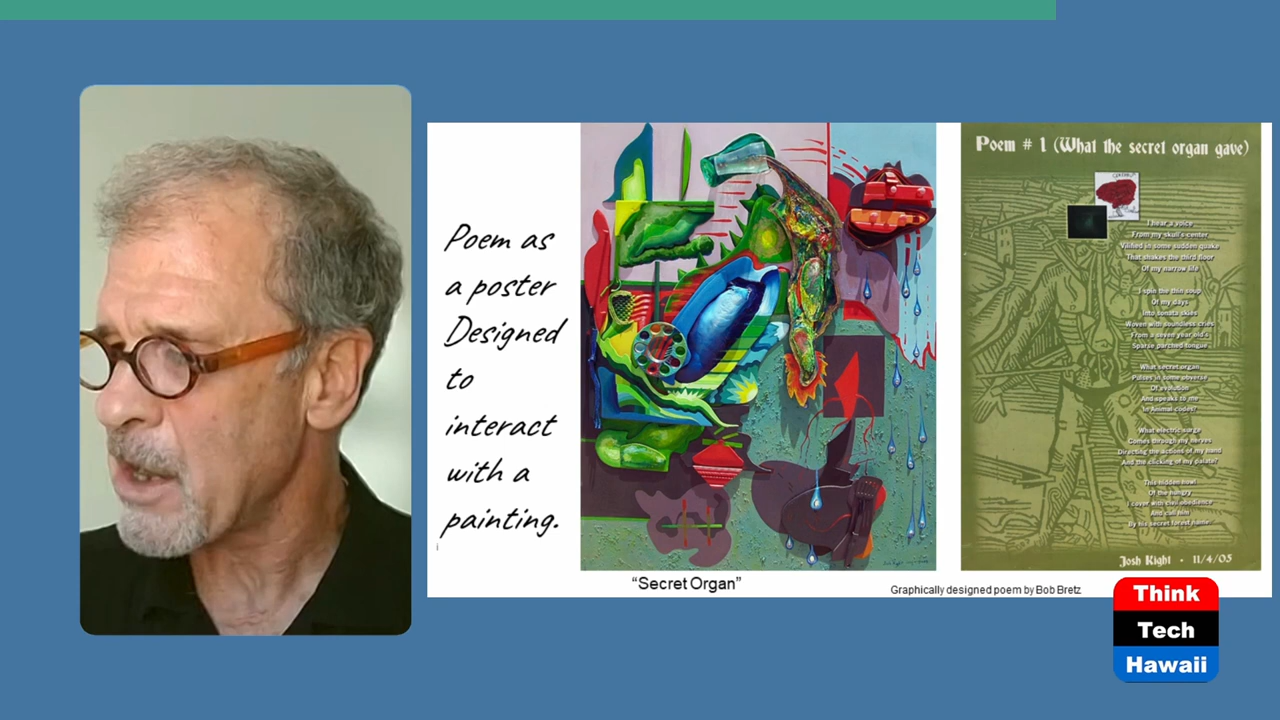 Poem as
a poster
Designed
to
interact
with a
painting.
"Secret Organ"
Poem # 1 (What the secret organ gave)
I hear a voice
From my skull's center
Vilified in some sudden quake
That shakes the third floor
Of my narrow life
I spin the thin soup
Of my days
Into sonata skies
Woven with soundless cries
From a seven year old's
Sparse parched tongue
What secret organ
Pulses in some obverse
Of evolution
And speaks to me
In Animal codes?
What electric surge
Comes through my nerves
Directing the actions of my hand
And the clicking of my palate?
This hidden howl
Of the hungry
I cover with civil obedience
And call him
By his secret forest name
Josh Kight · 11/4/05
Graphically designed poem by Bob Bretz
Think
Tech
Hawaii